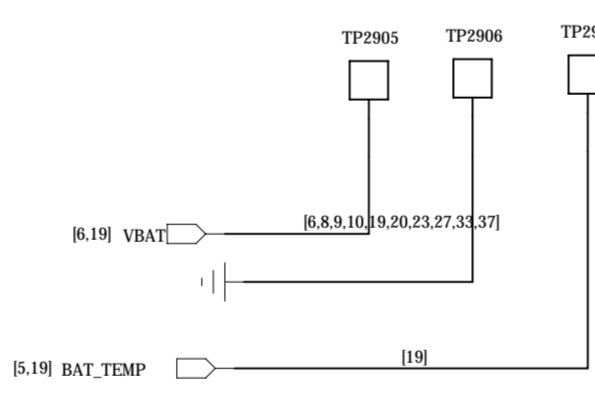 TP2905
TP2906
TP29
[6,8,9,10,19,20,23,27,33,37]
[6,19] VBAT
[19]
[5,19] BAT_TEMP